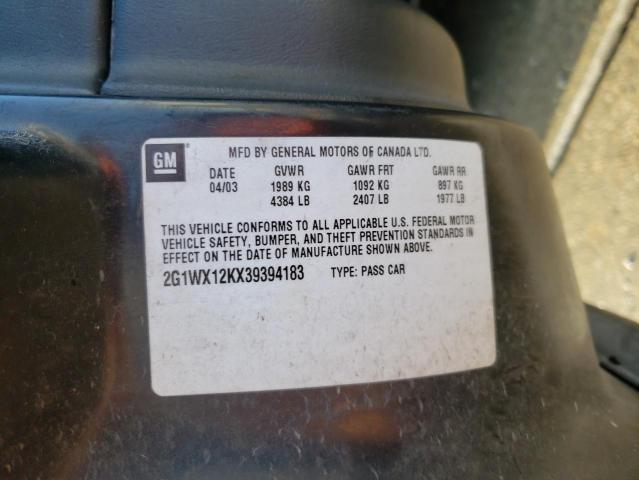 GM
MFD BY GENERAL MOTORS OF CANADA LTD.
DATE GVWR GAWR FRT GAWR RR
04/03 1989 KG 1092 KG 897 KG
4384 LB 2407 LB 1977 LB
THIS VEHICLE CONFORMS TO ALL APPLICABLE U.S. FEDERAL MOTOR
VEHICLE SAFETY, BUMPER, AND THEFT PREVENTION STANDARDS IN
EFFECT ON THE DATE OF MANUFACTURE SHOWN ABOVE.
2G1WX12KX39394183 TYPE: PASS CAR